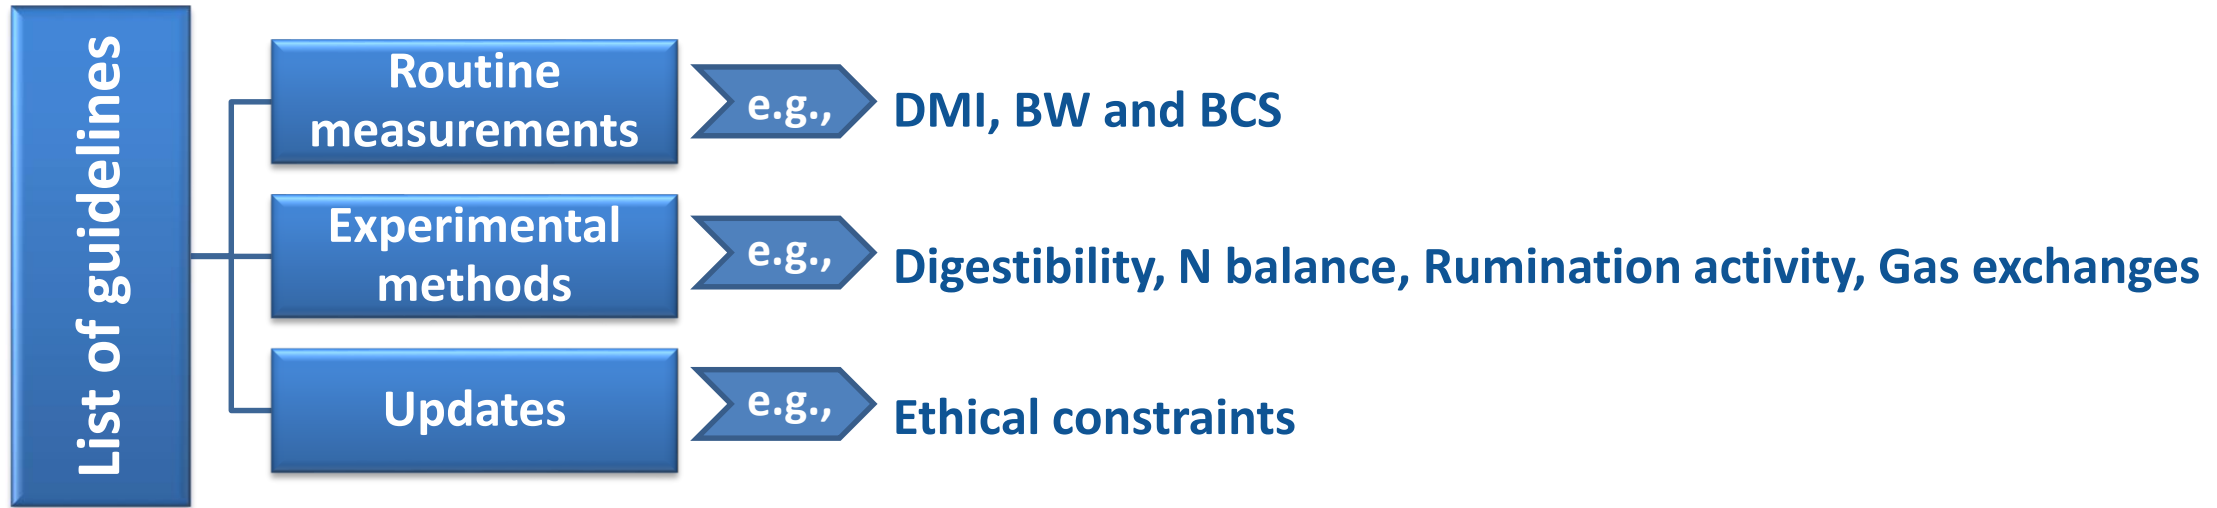 List of guidelines
Routine
measurements
e.g.,
DMI, BW and BCS
Experimental
methods
e.g.,
Digestibility, N balance, Rumination activity, Gas exchanges
Updates
e.g.,
Ethical constraints